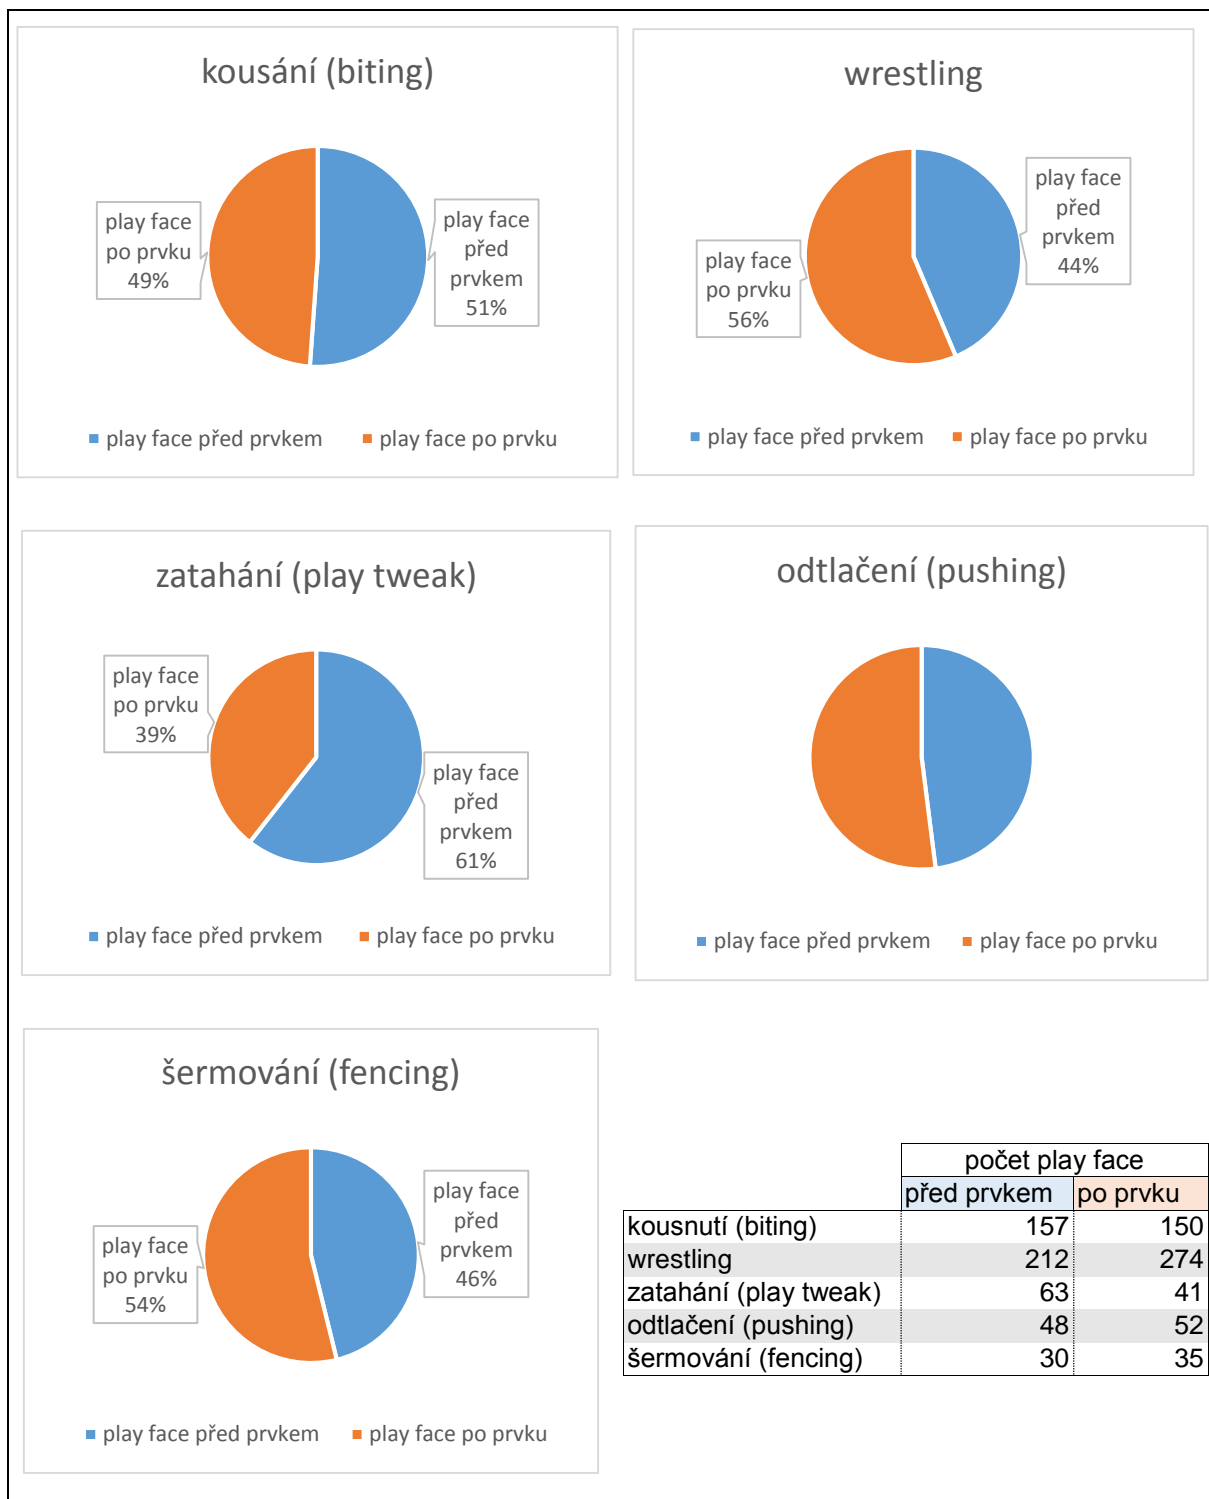 kousání (biting)
play face
po prvku
49%
play face
před
prvkem
51%
play face před prvkem
play face po prvku
wrestling
play face
po prvku
56%
play face
před
prvkem
44%
play face před prvkem
play face po prvku
zatahání (play tweak)
play face
po prvku
39%
play face
před
prvkem
61%
play face před prvkem
play face po prvku
odtlačení (pushing)
play face před prvkem
play face po prvku
šermování (fencing)
play face
po prvku
54%
play face
před
prvkem
46%
play face před prvkem
play face po prvku
počet play face
před prvkem po prvku
kousnutí (biting) 157 150
wrestling 212 274
zatahání (play tweak) 63 41
odtlačení (pushing) 48 52
šermování (fencing) 30 35